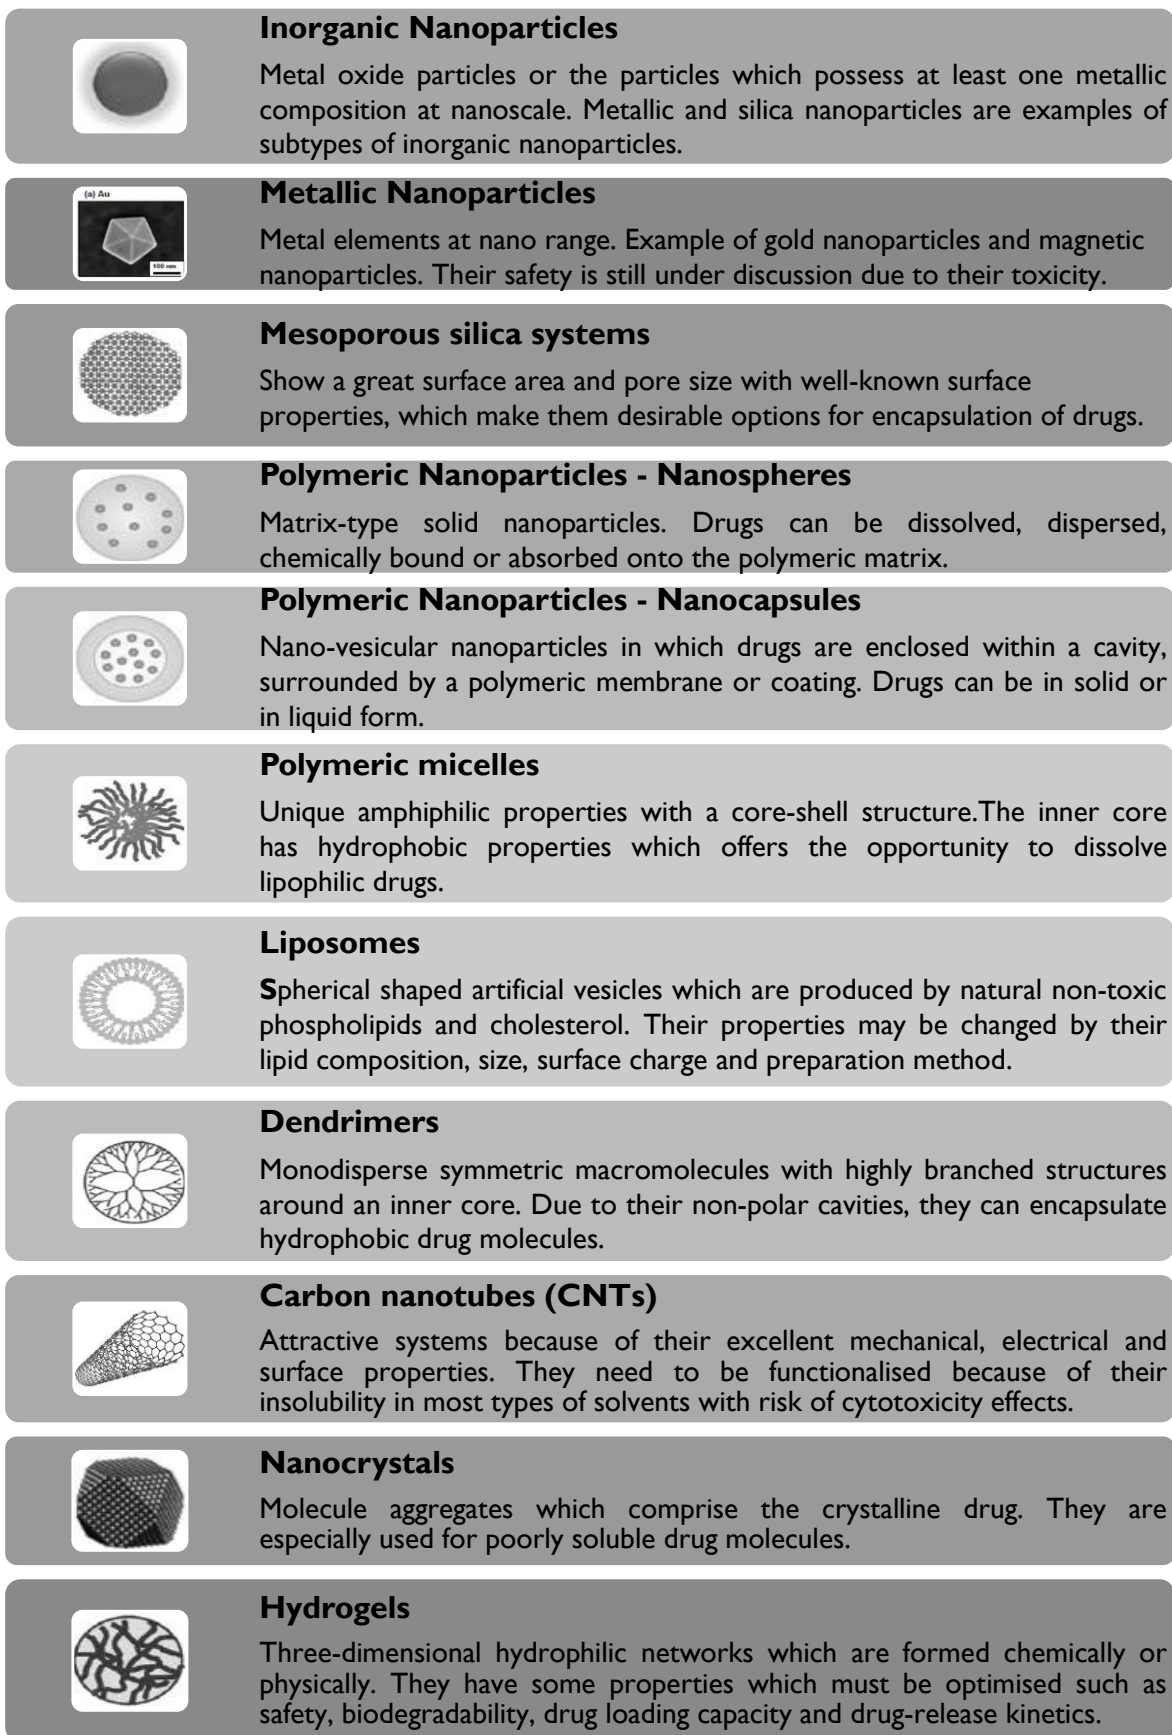 Inorganic Nanoparticles
Metal oxide particles or the particles which possess at least one metallic
composition at nanoscale. Metallic and silica nanoparticles are examples of
subtypes of inorganic nanoparticles.
(a) Au
100 nm
Metallic Nanoparticles
Metal elements at nano range. Example of gold nanoparticles and magnetic
nanoparticles. Their safety is still under discussion due to their toxicity.
Mesoporous silica systems
Show a great surface area and pore size with well-known surface
properties, which make them desirable options for encapsulation of drugs.
Polymeric Nanoparticles - Nanospheres
Matrix-type solid nanoparticles. Drugs can be dissolved, dispersed,
chemically bound or absorbed onto the polymeric matrix.
Polymeric Nanoparticles - Nanocapsules
Nano-vesicular nanoparticles in which drugs are enclosed within a cavity,
surrounded by a polymeric membrane or coating. Drugs can be in solid or
in liquid form.
Polymeric micelles
Unique amphiphilic properties with a core-shell structure.The inner core
has hydrophobic properties which offers the opportunity to dissolve
lipophilic drugs.
Liposomes
Spherical shaped artificial vesicles which are produced by natural non-toxic
phospholipids and cholesterol. Their properties may be changed by their
lipid composition, size, surface charge and preparation method.
Dendrimers
Monodisperse symmetric macromolecules with highly branched structures
around an inner core. Due to their non-polar cavities, they can encapsulate
hydrophobic drug molecules.
Carbon nanotubes (CNTs)
Attractive systems because of their excellent mechanical, electrical and
surface properties. They need to be functionalised because of their
insolubility in most types of solvents with risk of cytotoxicity effects.
Nanocrystals
Molecule aggregates which comprise the crystalline drug. They are
especially used for poorly soluble drug molecules.
Hydrogels
Three-dimensional hydrophilic networks which are formed chemically or
physically. They have some properties which must be optimised such as
safety, biodegradability, drug loading capacity and drug-release kinetics.